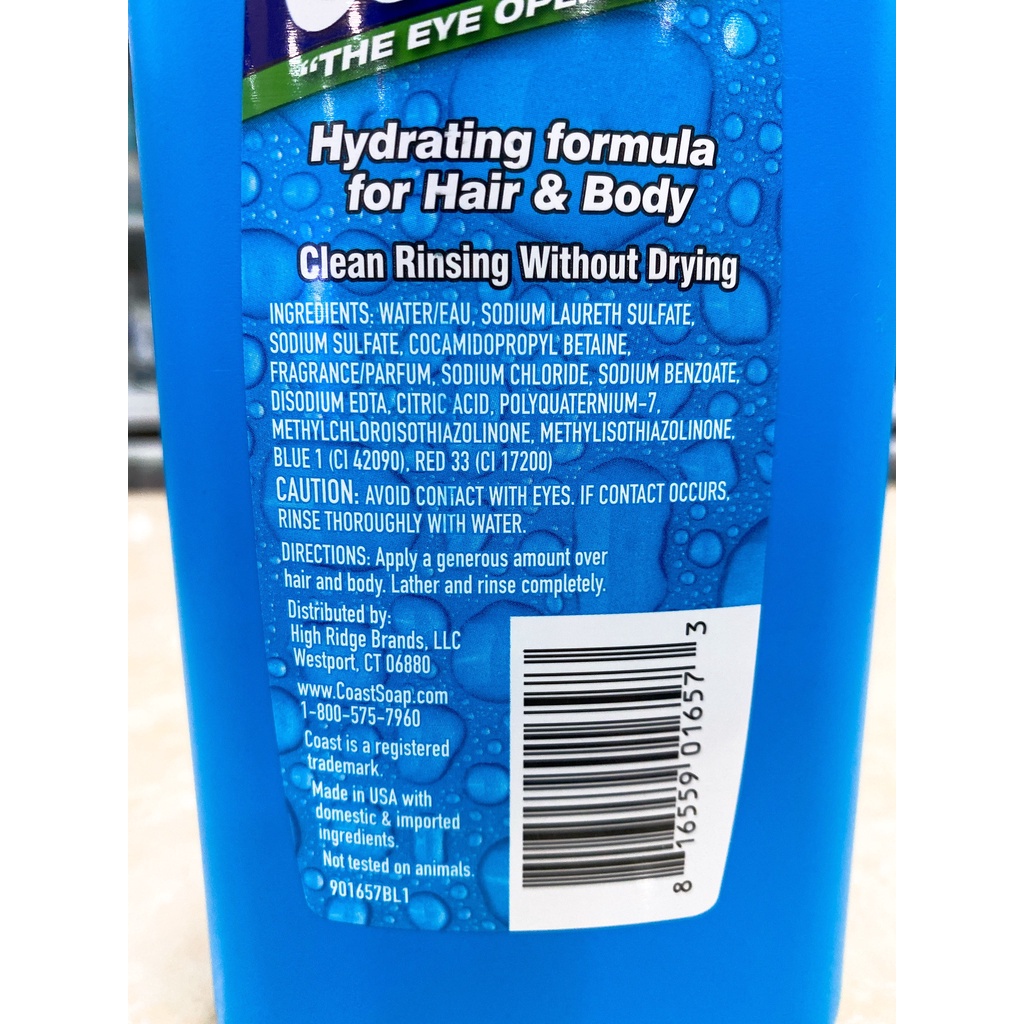 "THE EYE
Hydrating formula
for Hair & Body
Clean Rinsing Without Drying
INGREDIENTS: WATER/EAU, SODIUM LAURETH SULFATE,
SODIUM SULFATE, COCAMIDOPROPYL BETAINE,
FRAGRANCE/PARFUM, SODIUM CHLORIDE, SODIUM BENZOATE,
DISODIUM EDTA, CITRIC ACID, POLYQUATERNIUM-7,
METHYLCHLOROISOTHIAZOLINONE, METHYLISOTHIAZOLINONE,
BLUE 1 (CI 42090), RED 33 (CI 17200)
CAUTION: AVOID CONTACT WITH EYES. IF CONTACT OCCURS,
RINSE THOROUGHLY WITH WATER.
DIRECTIONS: Apply a generous amount over
hair and body. Lather and rinse completely.
Distributed by:
High Ridge Brands, LLC
Westport, CT 06880
www.CoastSoap.com
1-800-575-7960
Coast is a registered
trademark.
Made in USA with
domestic & imported
ingredients.
Not tested on animals.
901657BL1
8 16559 01657 3